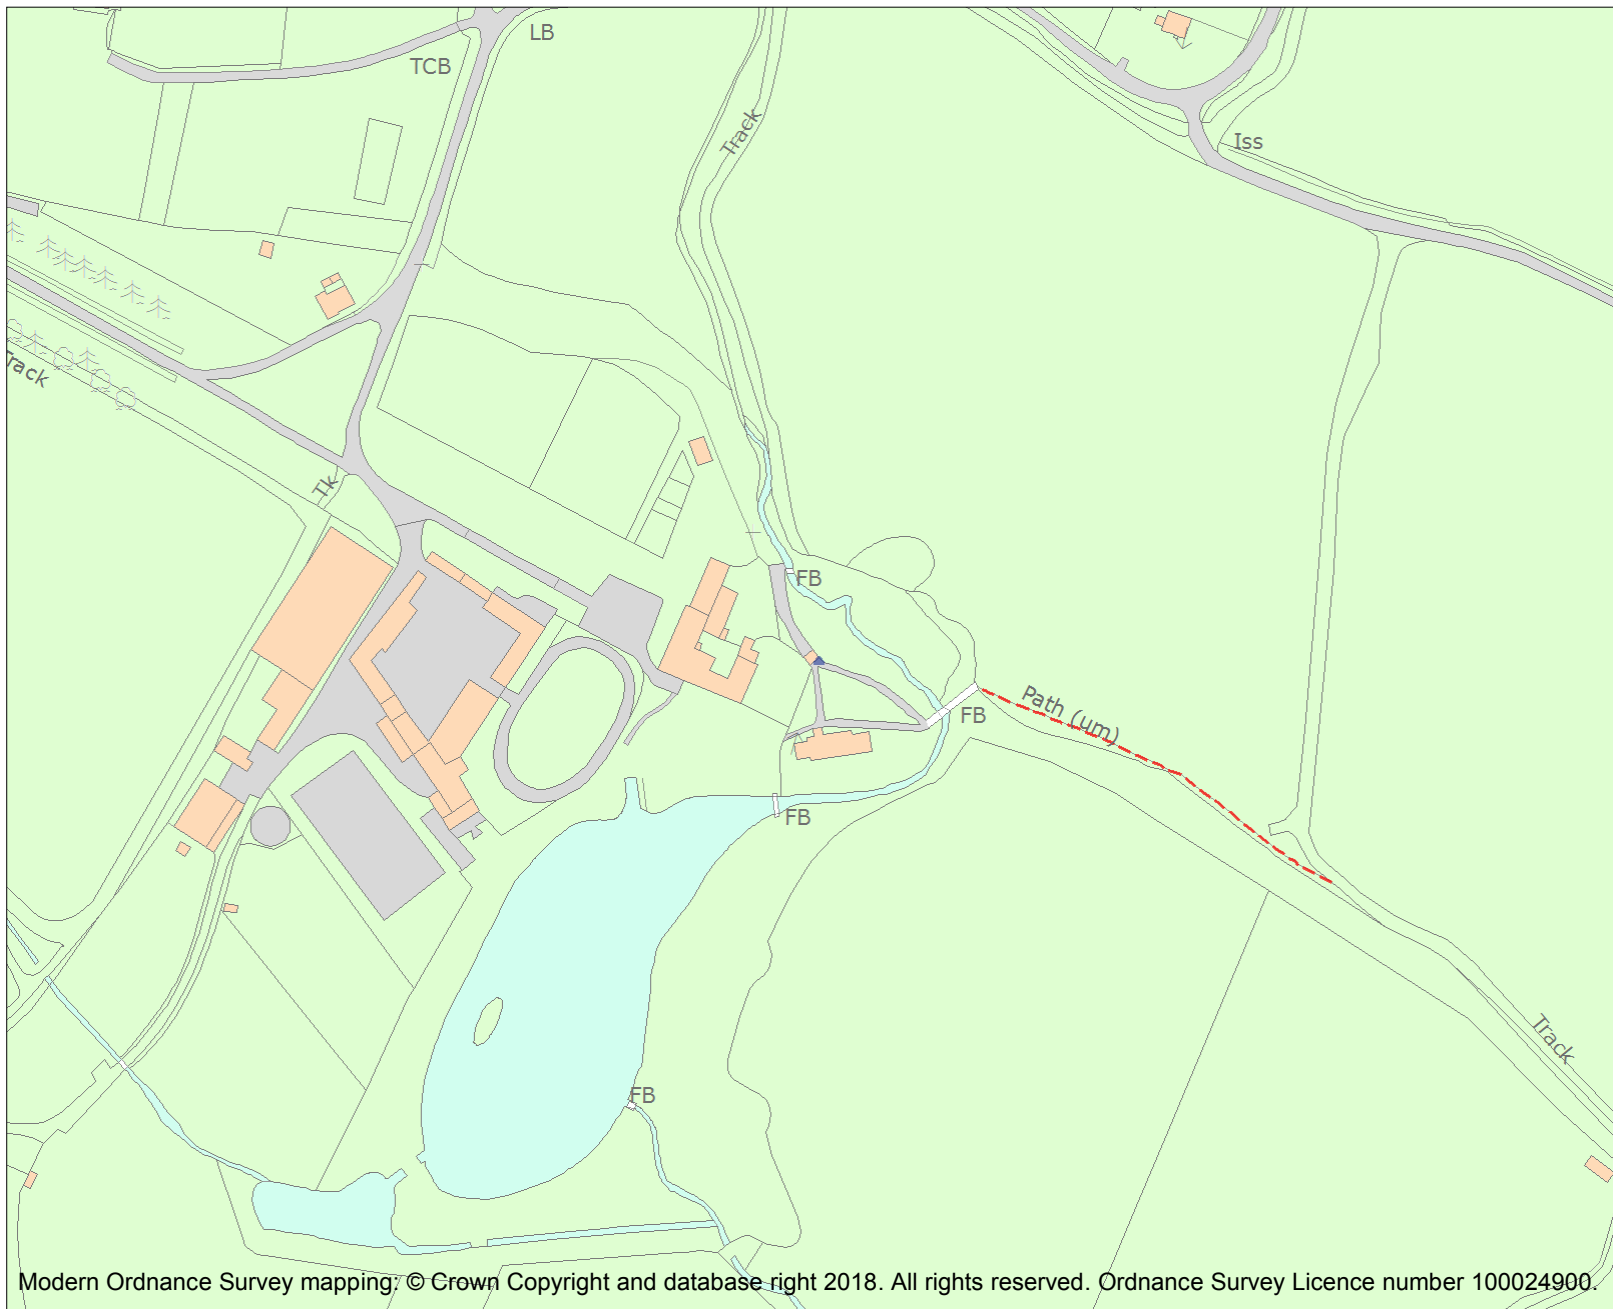 LB
TCB
Track
Iss
Track
Tk
FB
Path (um)
FB
FB
Track
FB
Modern Ordnance Survey mapping: © Crown Copyright and database right 2018. All rights reserved. Ordnance Survey Licence number 100024900.